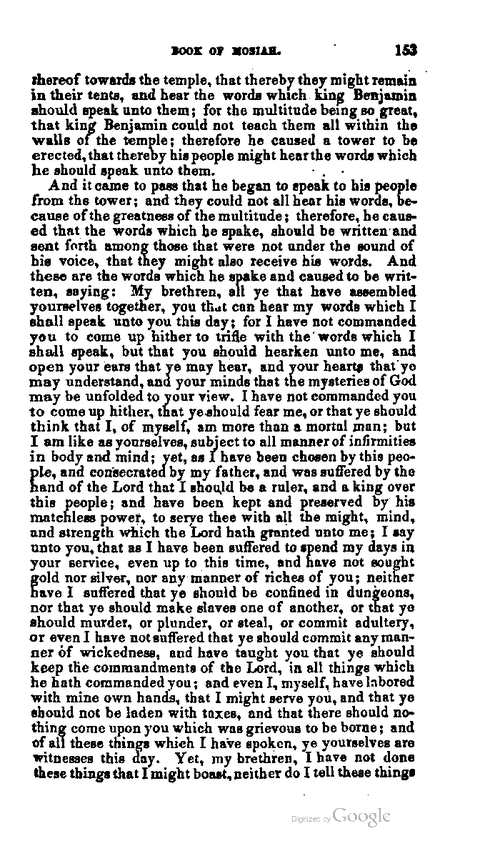 BOOK OF MOSIAH. 153
thereof towards the temple, that thereby they might remain
in their tents, and hear the words which king Benjamin
should speak unto them; for the multitude being so great,
that king Benjamin could not teach them all within the
walls of the temple; therefore he caused a tower to be
erected, that thereby his people might hear the words which
he should speak unto them.
And it came to pass that he began to speak to his people
from the tower; and they could not all hear his words, be-
cause of the greatness of the multitude; therefore, he caus-
ed that the words which he spake, should be written and
sent forth among those that were not under the sound of
his voice, that they might also receive his words. And
these are the words which he spake and caused to be writ-
ten, saying: My brethren, all ye that have assembled
yourselves together, you that can hear my words which I
shall speak unto you this day; for I have not commanded
you to come up hither to trifle with the words which I
shall speak, but that you should hearken unto me, and
open your ears that ye may hear, and your hearts that ye
may understand, and your minds that the mysteries of God
may be unfolded to your view. I have not commanded you
to come up hither, that ye should fear me, or that ye should
think that I, of myself, am more than a mortal man; but
I am like as yourselves, subject to all manner of infirmities
in body and mind; yet, as I have been chosen by this peo-
ple, and consecrated by my father, and was suffered by the
hand of the Lord that I should be a ruler, and a king over
this people; and have been kept and preserved by his
matchless power, to serve thee with all the might, mind,
and strength which the Lord hath granted unto me; I say
unto you, that as I have been suffered to spend my days in
your service, even up to this time, and have not sought
gold nor silver, nor any manner of riches of you; neither
have I suffered that ye should be confined in dungeons,
nor that ye should make slaves one of another, or that ye
should murder, or plunder, or steal, or commit adultery,
or even I have not suffered that ye should commit any man-
ner of wickedness, and have taught you that ye should
keep the commandments of the Lord, in all things which
he hath commanded you; and even I, myself, have labored
with mine own hands, that I might serve you, and that ye
should not be laden with taxes, and that there should no-
thing come upon you which was grievous to be borne; and
of all these things which I have spoken, ye yourselves are
witnesses this day. Yet, my brethren, I have not done
these things that I might boast, neither do I tell these things
Digitized by Google